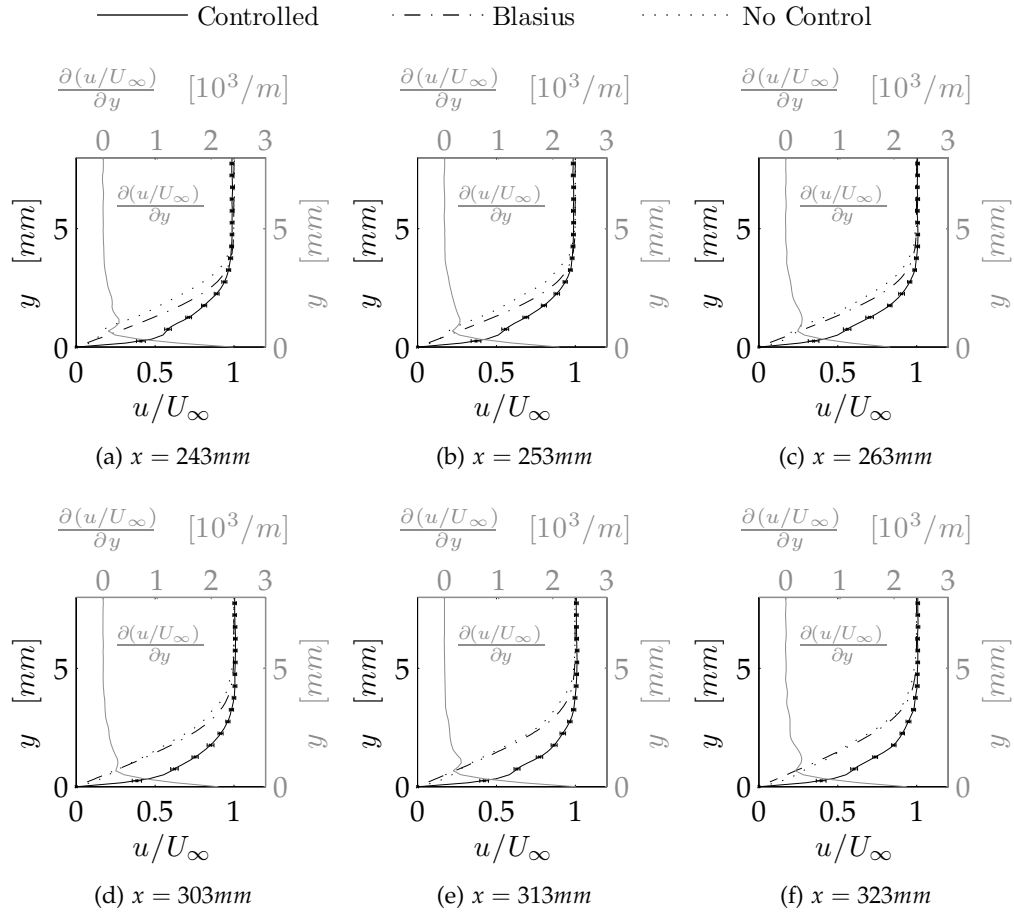 Controlled Blasius No Control
∂(u/U∞)/∂y [10³/m] ∂(u/U∞)/∂y [10³/m] ∂(u/U∞)/∂y [10³/m]
0 1 2 3 0 1 2 3 0 1 2 3
∂(u/U∞)/∂y ∂(u/U∞)/∂y ∂(u/U∞)/∂y
y [mm] y [mm] y [mm] y [mm] y [mm] y [mm]
5 5 5 5 5 5
0 0 0 0 0 0
0 0.5 1 0 0.5 1 0 0.5 1
u/U∞ u/U∞ u/U∞
(a) x = 243mm (b) x = 253mm (c) x = 263mm
∂(u/U∞)/∂y [10³/m] ∂(u/U∞)/∂y [10³/m] ∂(u/U∞)/∂y [10³/m]
0 1 2 3 0 1 2 3 0 1 2 3
∂(u/U∞)/∂y ∂(u/U∞)/∂y ∂(u/U∞)/∂y
y [mm] y [mm] y [mm] y [mm] y [mm] y [mm]
5 5 5 5 5 5
0 0 0 0 0 0
0 0.5 1 0 0.5 1 0 0.5 1
u/U∞ u/U∞ u/U∞
(d) x = 303mm (e) x = 313mm (f) x = 323mm